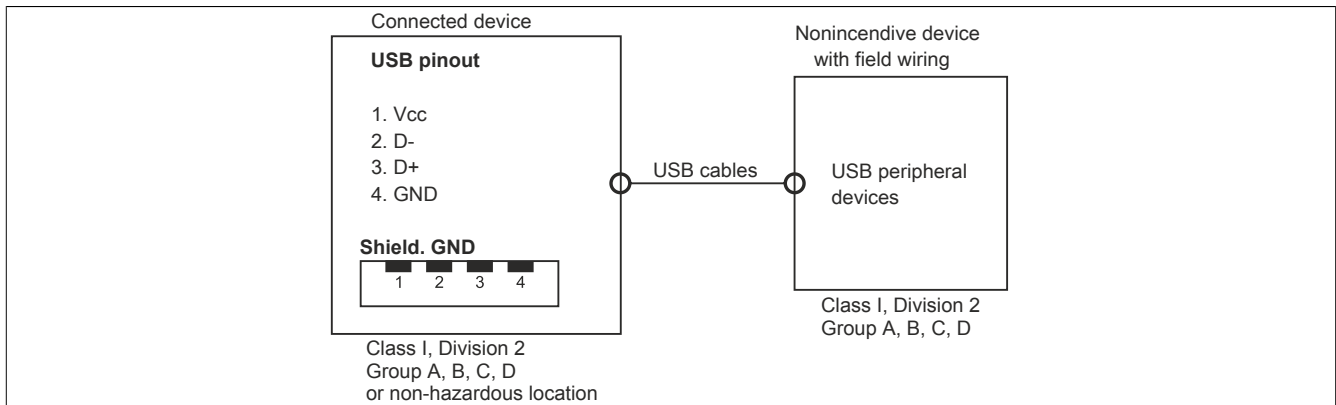 Connected device
USB pinout
1. Vcc
2. D-
3. D+
4. GND
Shield. GND
1 2 3 4
Class I, Division 2
Group A, B, C, D
or non-hazardous location
USB cables
Nonincendive device
with field wiring
USB peripheral
devices
Class I, Division 2
Group A, B, C, D